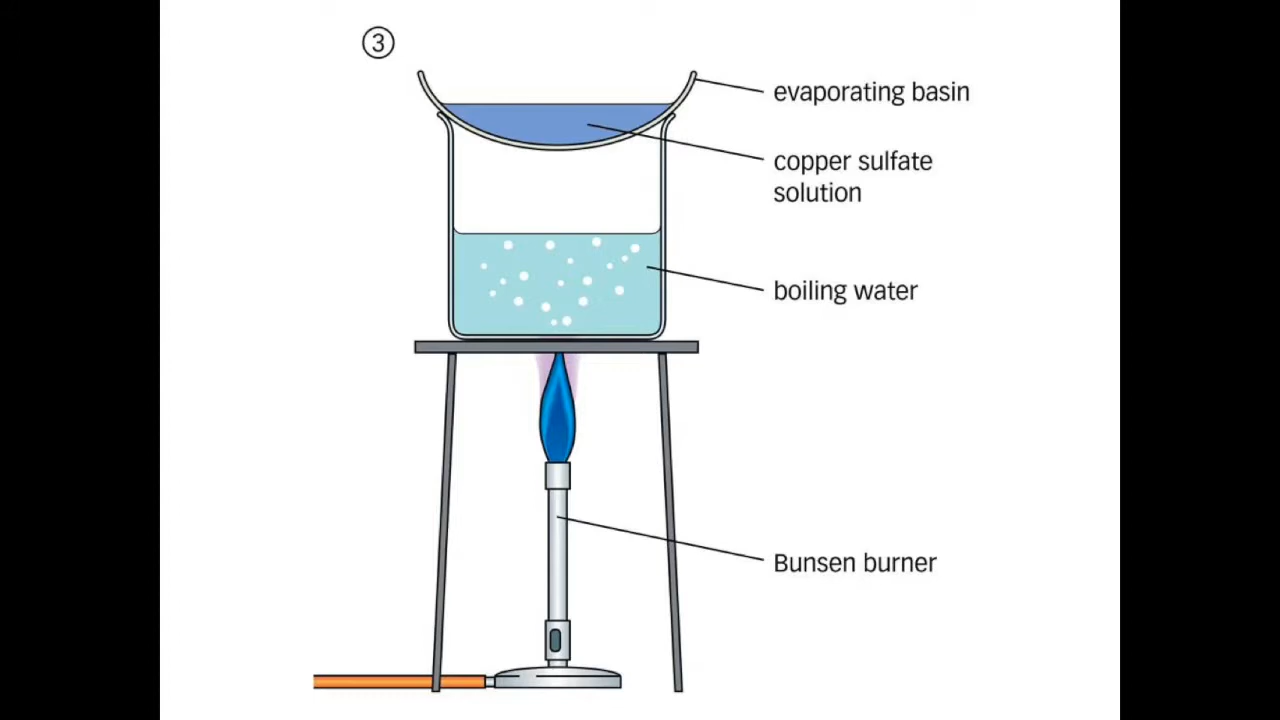 ③
evaporating basin
copper sulfate
solution
boiling water
Bunsen burner